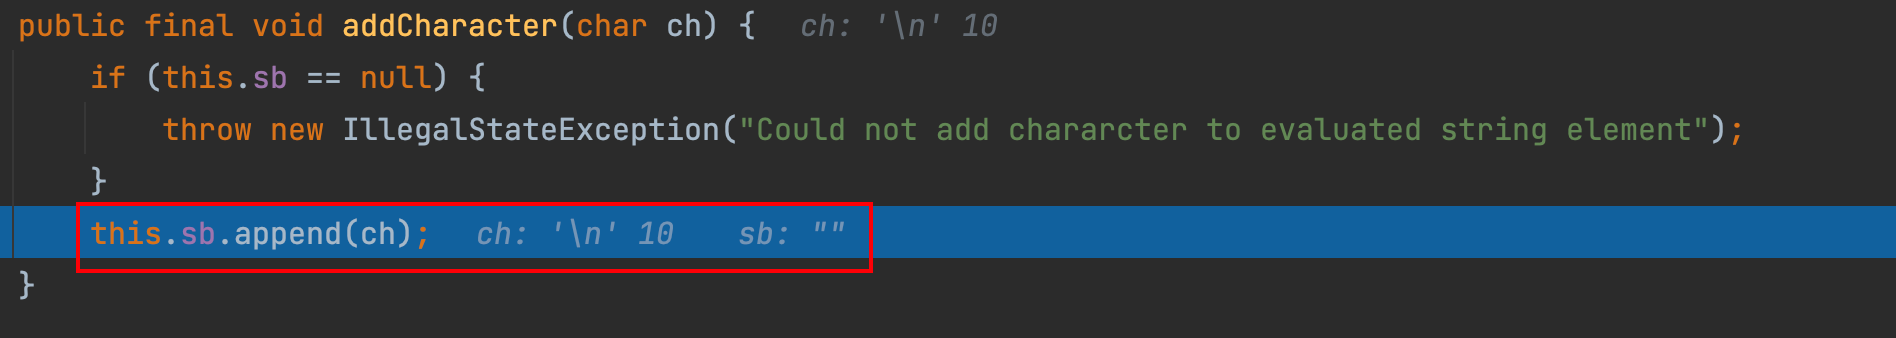 public final void addCharacter(char ch) {   ch: '\n' 10
if (this.sb == null) {
throw new IllegalStateException("Could not add chararcter to evaluated string element");
}
this.sb.append(ch);   ch: '\n' 10   sb: ""
}